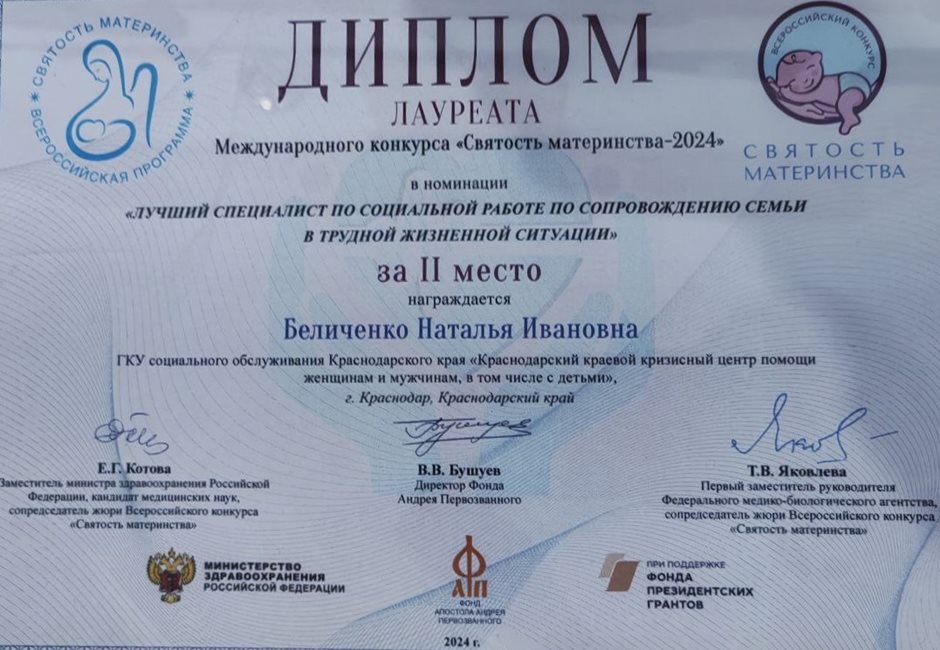 СВЯТОСТЬ МАТЕРИНСТВА
ВСЕРОССИЙСКАЯ ПРОГРАММА
ВСЕРОССИЙСКИЙ КОНКУРС
СВЯТОСТЬ
МАТЕРИНСТВА
ДИПЛОМ
ЛАУРЕАТА
Международного конкурса «Святость материнства-2024»
в номинации
«ЛУЧШИЙ СПЕЦИАЛИСТ ПО СОЦИАЛЬНОЙ РАБОТЕ ПО СОПРОВОЖДЕНИЮ СЕМЬИ
В ТРУДНОЙ ЖИЗНЕННОЙ СИТУАЦИИ»
за II место
награждается
Беличенко Наталья Ивановна
ГКУ социального обслуживания Краснодарского края «Краснодарский краевой кризисный центр помощи
женщинам и мужчинам, в том числе с детьми»,
г. Краснодар, Краснодарский край
Е.Г. Котова
Заместитель министра здравоохранения Российской
Федерации, кандидат медицинских наук,
сопредседатель жюри Всероссийского конкурса
«Святость материнства»
В.В. Бушуев
Директор Фонда
Андрея Первозванного
Т.В. Яковлева
Первый заместитель руководителя
Федерального медико-биологического агентства,
сопредседатель жюри Всероссийского конкурса
«Святость материнства»
МИНИСТЕРСТВО
ЗДРАВООХРАНЕНИЯ
РОССИЙСКОЙ ФЕДЕРАЦИИ
ФОНД
АПОСТОЛА АНДРЕЯ
ПЕРВОЗВАННОГО
ПРИ ПОДДЕРЖКЕ
ФОНДА
ПРЕЗИДЕНТСКИХ
ГРАНТОВ
2024 г.